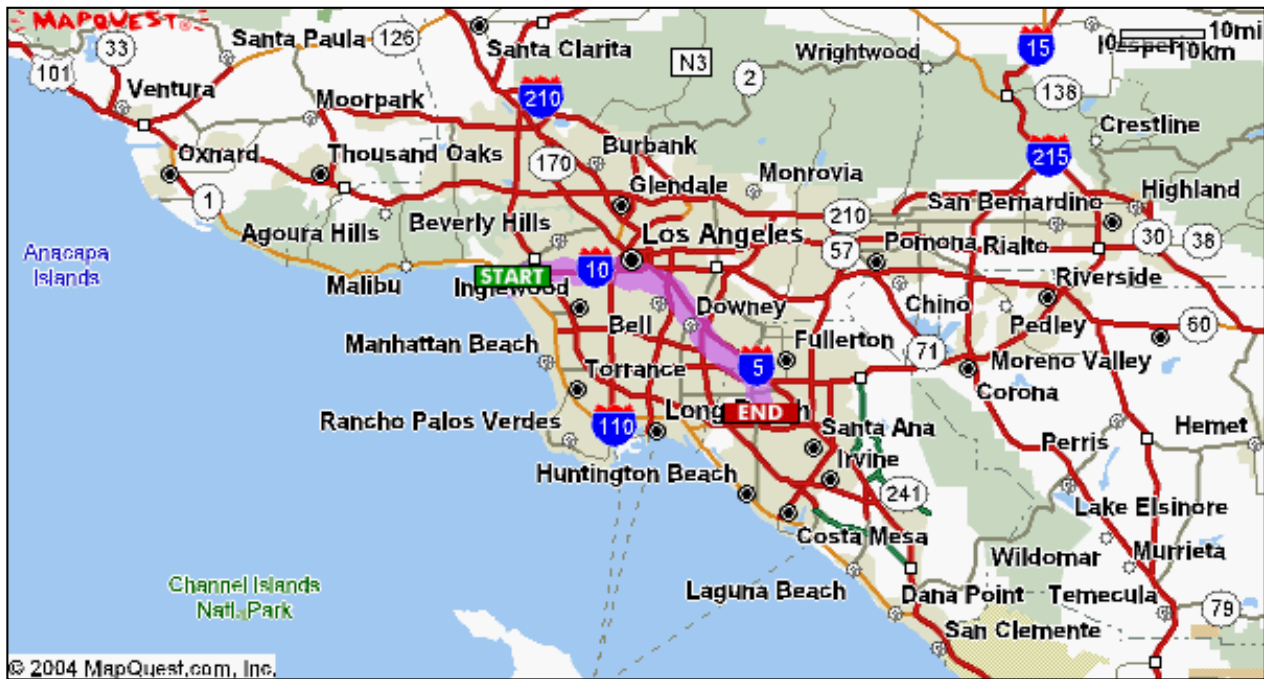 MAPQUEST®
Santa Paula
126
Santa Clarita
N3
Wrightwood
15
10mi
10km
33
101
Ventura
Moorpark
210
2
138
Crestline
Oxnard
Thousand Oaks
170
Burbank
Monrovia
215
1
Glendale
210
San Bernardino
Highland
Agoura Hills
Beverly Hills
Los Angeles
57
Pomona
Rialto
30
38
Anacapa
Islands
Malibu
START
Inglewood
10
Riverside
Downey
Chino
Pedley
60
Manhattan Beach
Bell
Fullerton
71
Moreno Valley
Torrance
5
Corona
Rancho Palos Verdes
110
END
Santa Ana
Perris
Hemet
Huntington Beach
Irvine
241
Lake Elsinore
Costa Mesa
Wildomar
Murrieta
Channel Islands
Natl. Park
Laguna Beach
Dana Point
Temecula
79
San Clemente
© 2004 MapQuest.com, Inc.